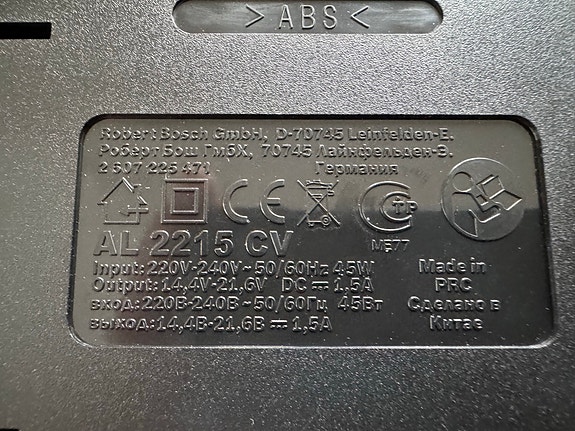 >ABS<
Robert Bosch GmbH, D-70745 Leinfelden-E.
Роберт Бош ГмбХ, 70745 Лайнфельден-Э.
2 607 225 471 Германия
CE
ME77
AL 2215 CV
Input: 220V-240V~50/60Hz 45W Made in
Output: 14,4V-21,6V DC ⎓ 1,5A PRC
вход: 220В-240В~50/60Гц 45Вт Сделано в
выход: 14,4В-21,6В ⎓ 1,5А Китае